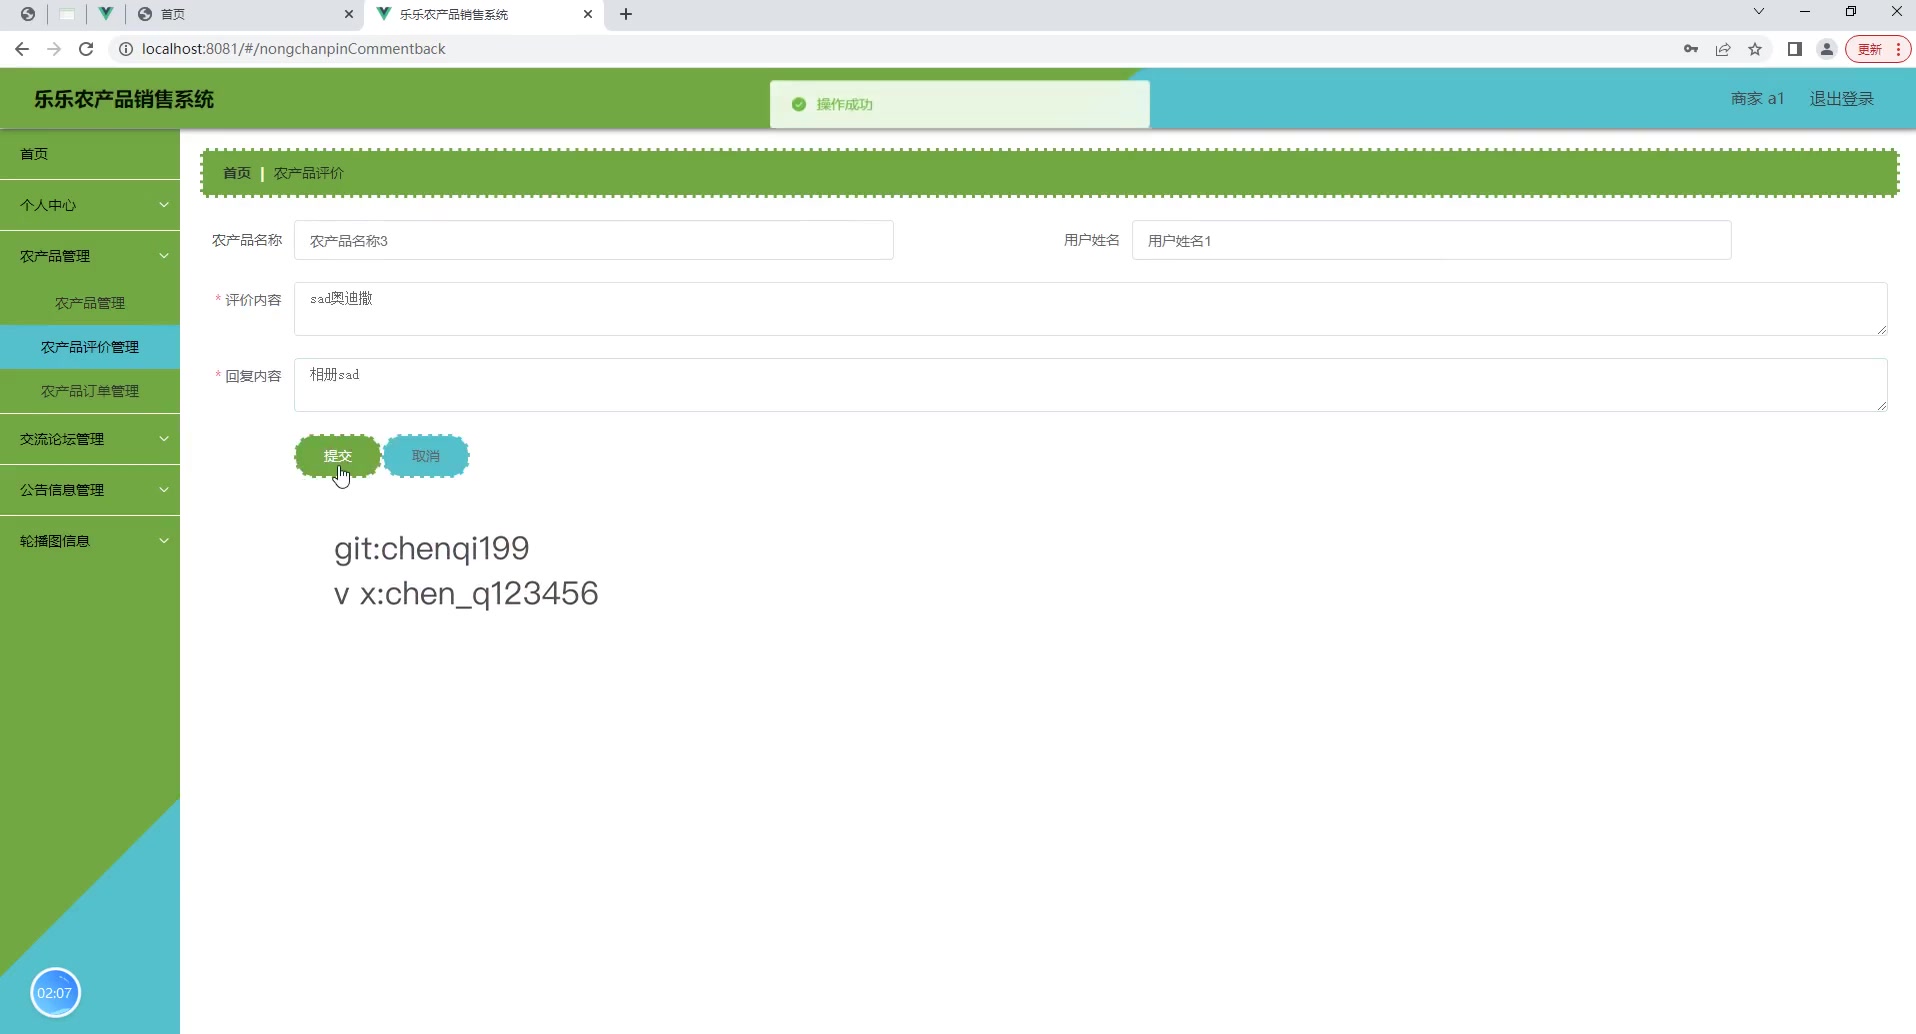 首页
乐乐农产品销售系统
localhost:8081/#/nongchanpinCommentback
更新
乐乐农产品销售系统
操作成功
商家 a1
退出登录
首页
个人中心
农产品管理
农产品管理
农产品评价管理
农产品订单管理
交流论坛管理
公告信息管理
轮播图信息
首页 | 农产品评价
农产品名称 农产品名称3
用户姓名 用户姓名1
* 评价内容 sad奥迪撒
* 回复内容 相册sad
提交 取消
git:chenqi199
v x:chen_q123456
02:07